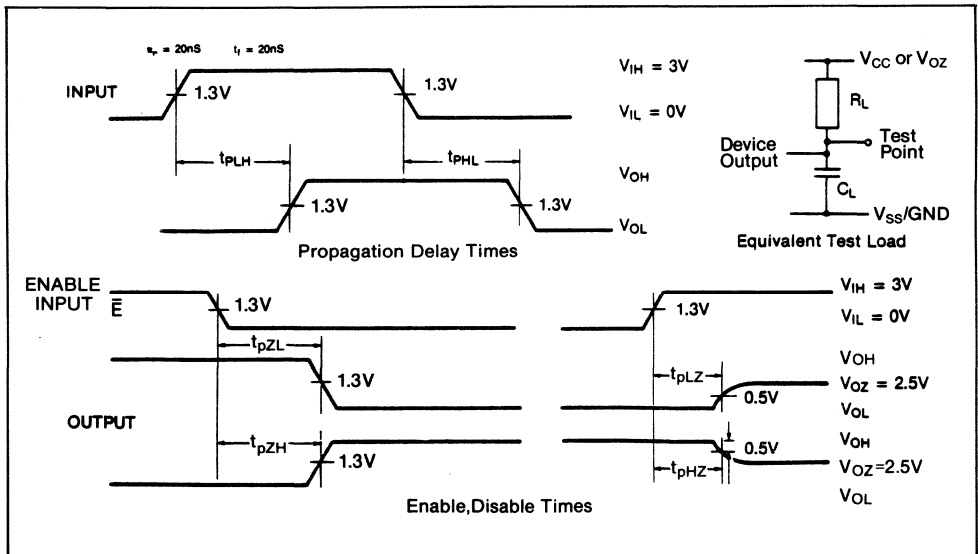 tr = 20nS tf = 20nS
INPUT
1.3V
1.3V
VIH = 3V
VIL = 0V
tPLH
tPHL
1.3V
1.3V
VOH
VOL
Propagation Delay Times
VCC or VOZ
RL
Device Output
Test Point
CL
VSS/GND
Equivalent Test Load
ENABLE INPUT E̅
1.3V
1.3V
VIH = 3V
VIL = 0V
tpZL
1.3V
tpLZ
0.5V
VOH
VOZ = 2.5V
VOL
OUTPUT
tpZH
1.3V
tpHZ
0.5V
VOH
VOZ=2.5V
VOL
Enable,Disable Times